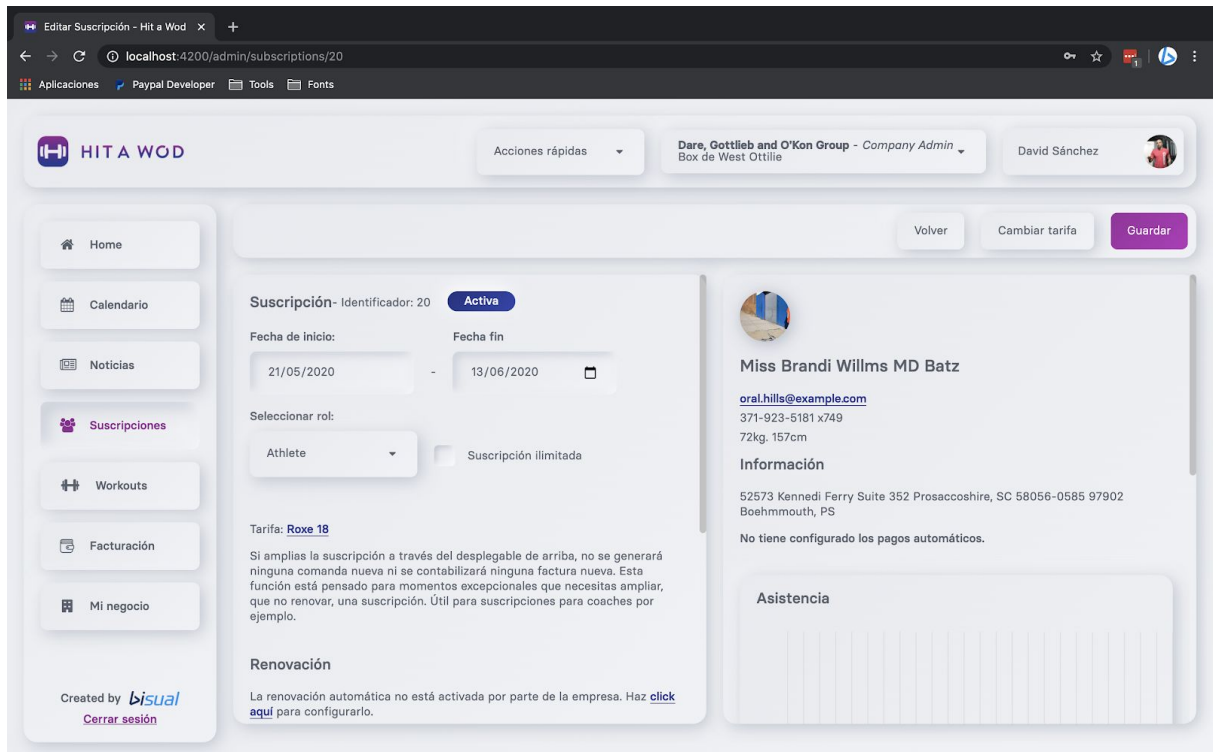 Editar Suscripción - Hit a Wod
localhost:4200/admin/subscriptions/20
Aplicaciones
Paypal Developer
Tools
Fonts
1
HIT A WOD
Acciones rápidas
Dare, Gottlieb and O'Kon Group - Company Admin
Box de West Ottilie
David Sánchez
Home
Calendario
Noticias
Suscripciones
Workouts
Facturación
Mi negocio
Created by bisual
Cerrar sesión
Volver
Cambiar tarifa
Guardar
Suscripción- Identificador: 20
Activa
Fecha de inicio:
Fecha fin
21/05/2020
-
13/06/2020
Seleccionar rol:
Athlete
Suscripción ilimitada
Tarifa: Roxe 18
Si amplias la suscripción a través del desplegable de arriba, no se generará
ninguna comanda nueva ni se contabilizará ninguna factura nueva. Esta
función está pensado para momentos excepcionales que necesitas ampliar,
que no renovar, una suscripción. Útil para suscripciones para coaches por
ejemplo.
Renovación
La renovación automática no está activada por parte de la empresa. Haz click
aquí para configurarlo.
Miss Brandi Willms MD Batz
oral.hills@example.com
371-923-5181 x749
72kg. 157cm
Información
52573 Kennedi Ferry Suite 352 Prosaccoshire, SC 58056-0585 97902
Boehmmouth, PS
No tiene configurado los pagos automáticos.
Asistencia